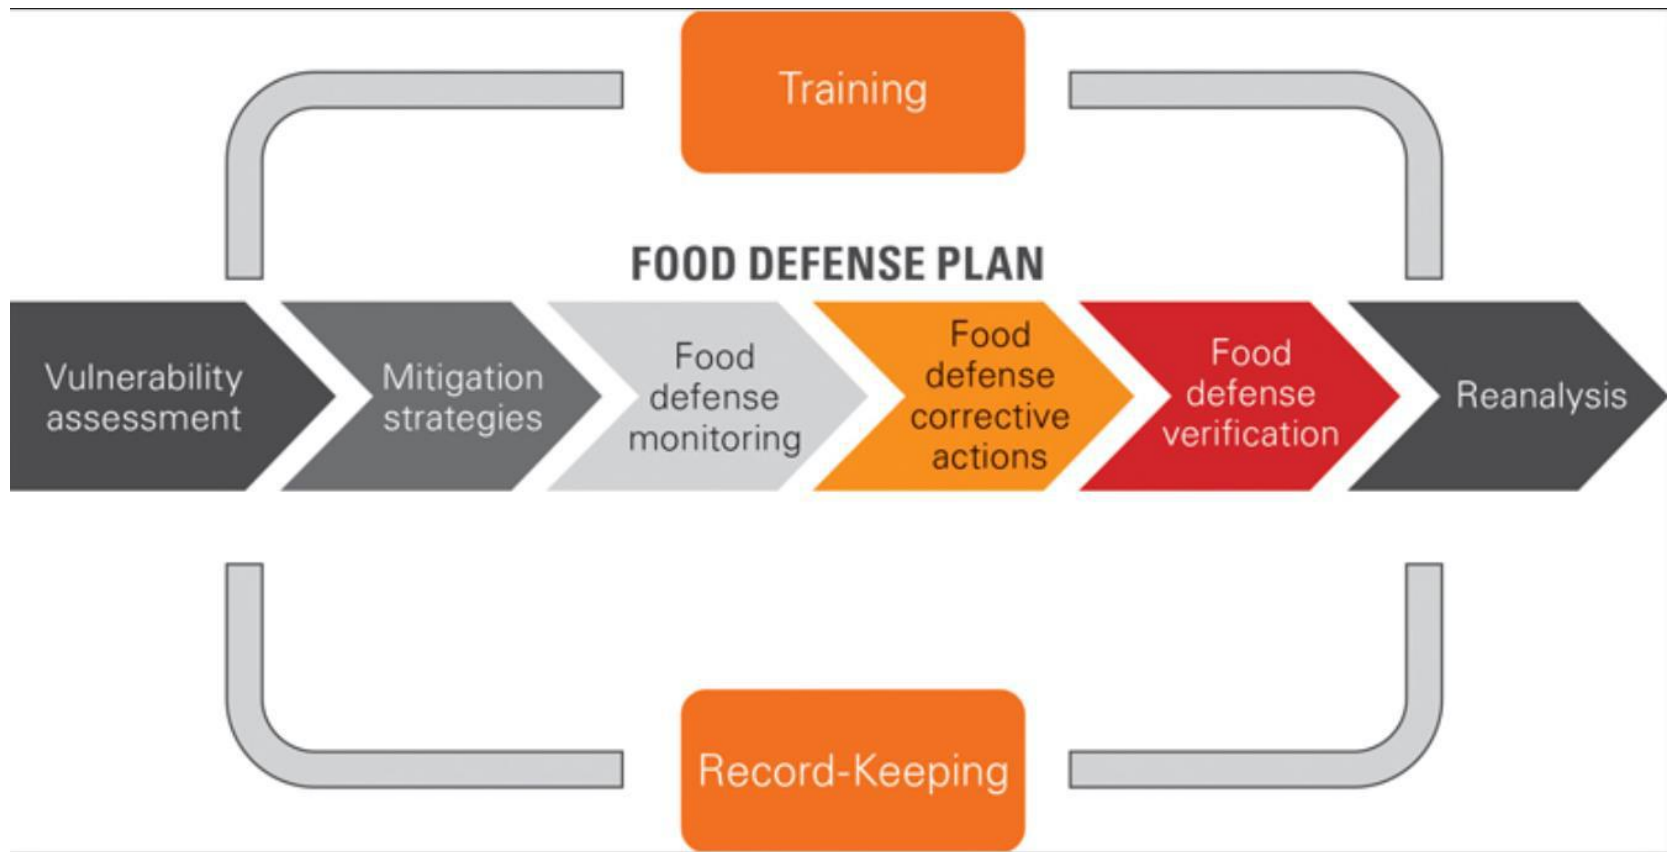 Training
FOOD DEFENSE PLAN
Vulnerability
assessment
Mitigation
strategies
Food
defense
monitoring
Food
defense
corrective
actions
Food
defense
verification
Reanalysis
Record-Keeping